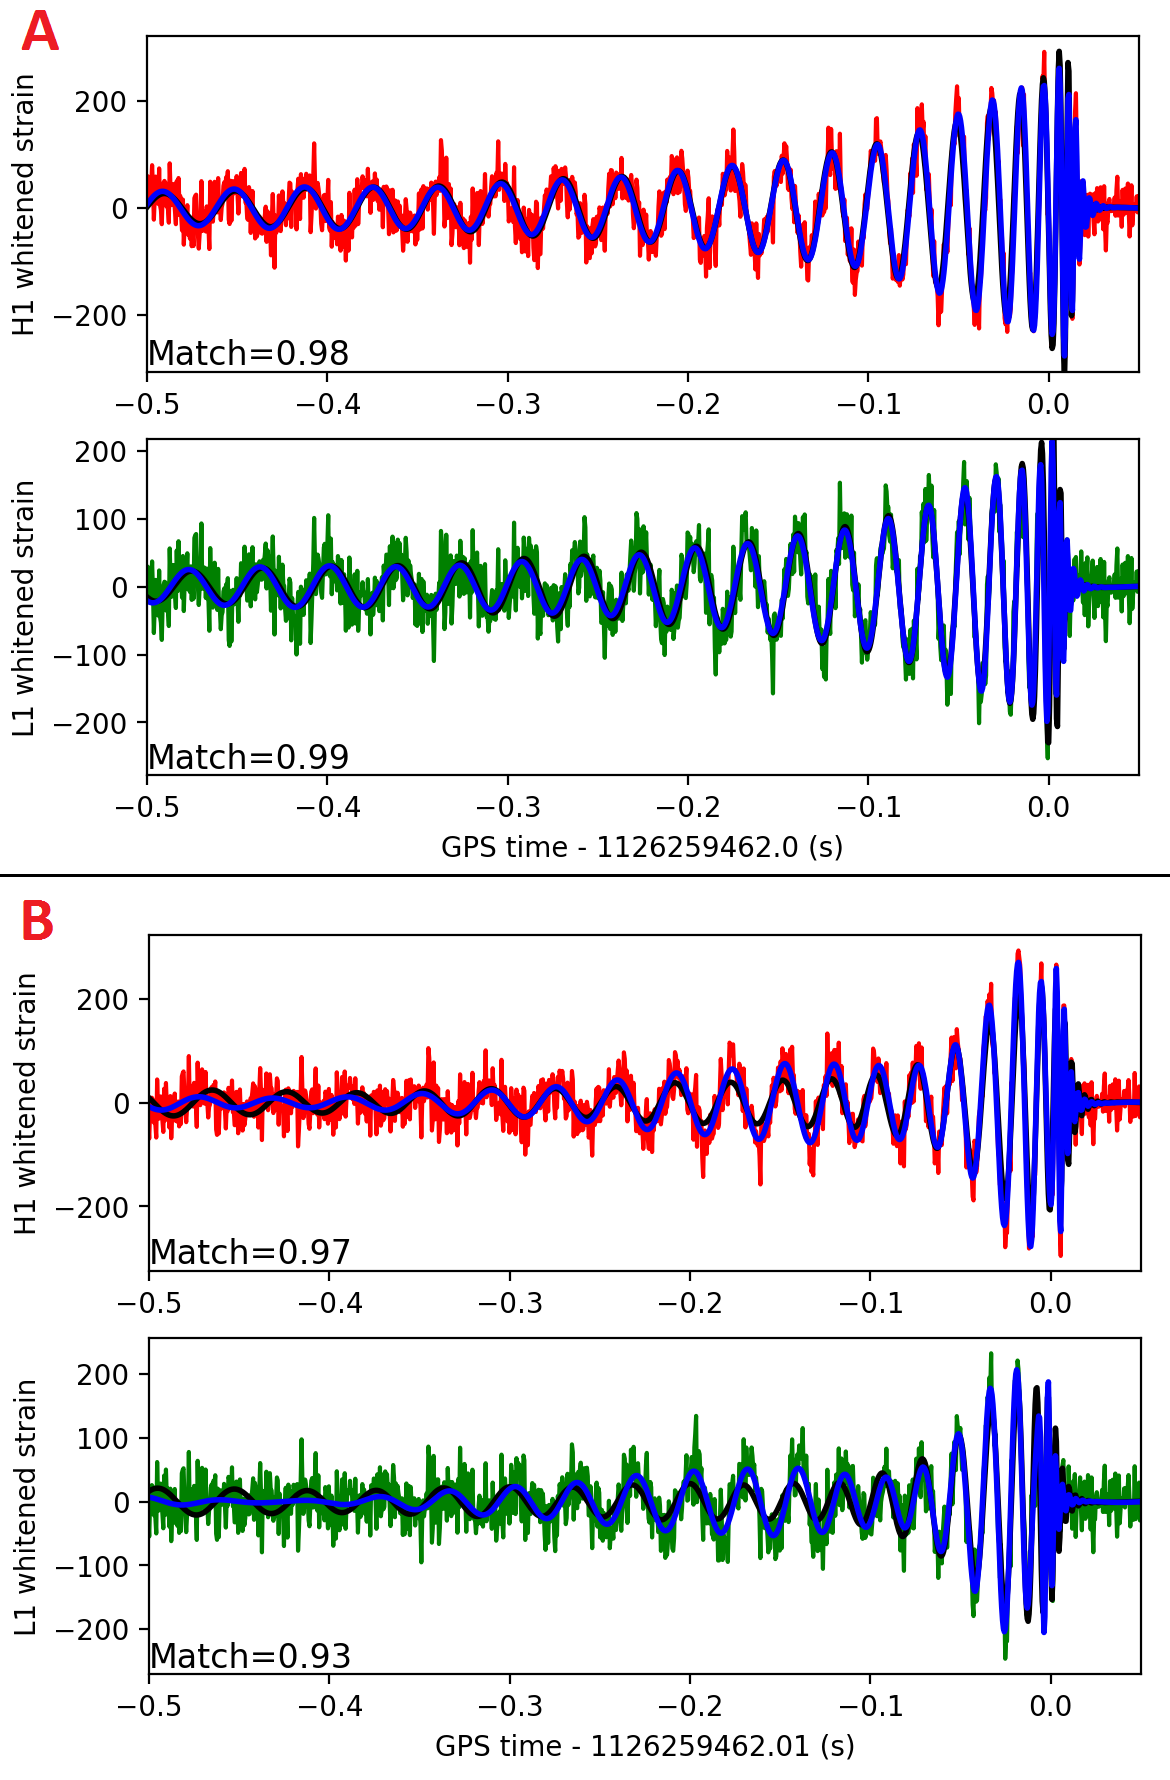 A
H1 whitened strain
200
0
−200
Match=0.98
−0.5 −0.4 −0.3 −0.2 −0.1 0.0
L1 whitened strain
200
100
0
−100
−200
Match=0.99
−0.5 −0.4 −0.3 −0.2 −0.1 0.0
GPS time - 1126259462.0 (s)
B
H1 whitened strain
200
0
−200
Match=0.97
−0.5 −0.4 −0.3 −0.2 −0.1 0.0
L1 whitened strain
200
100
0
−100
−200
Match=0.93
−0.5 −0.4 −0.3 −0.2 −0.1 0.0
GPS time - 1126259462.01 (s)